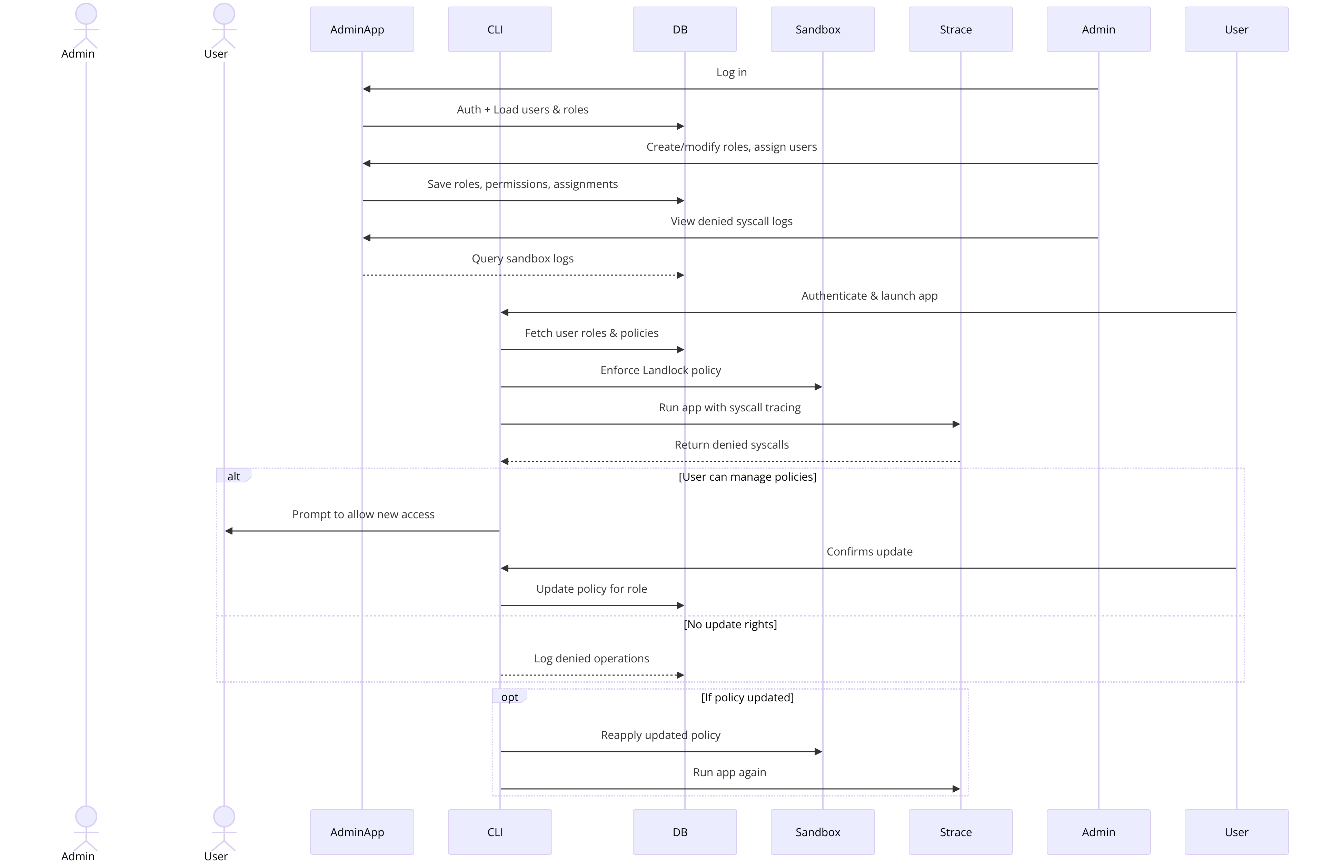 Admin
User
AdminApp
CLI
DB
Sandbox
Strace
Admin
User
Log in
Auth + Load users & roles
Create/modify roles, assign users
Save roles, permissions, assignments
View denied syscall logs
Query sandbox logs
Authenticate & launch app
Fetch user roles & policies
Enforce Landlock policy
Run app with syscall tracing
Return denied syscalls
alt
[User can manage policies]
Prompt to allow new access
Confirms update
Update policy for role
[No update rights]
Log denied operations
opt
[If policy updated]
Reapply updated policy
Run app again
Admin
User
AdminApp
CLI
DB
Sandbox
Strace
Admin
User